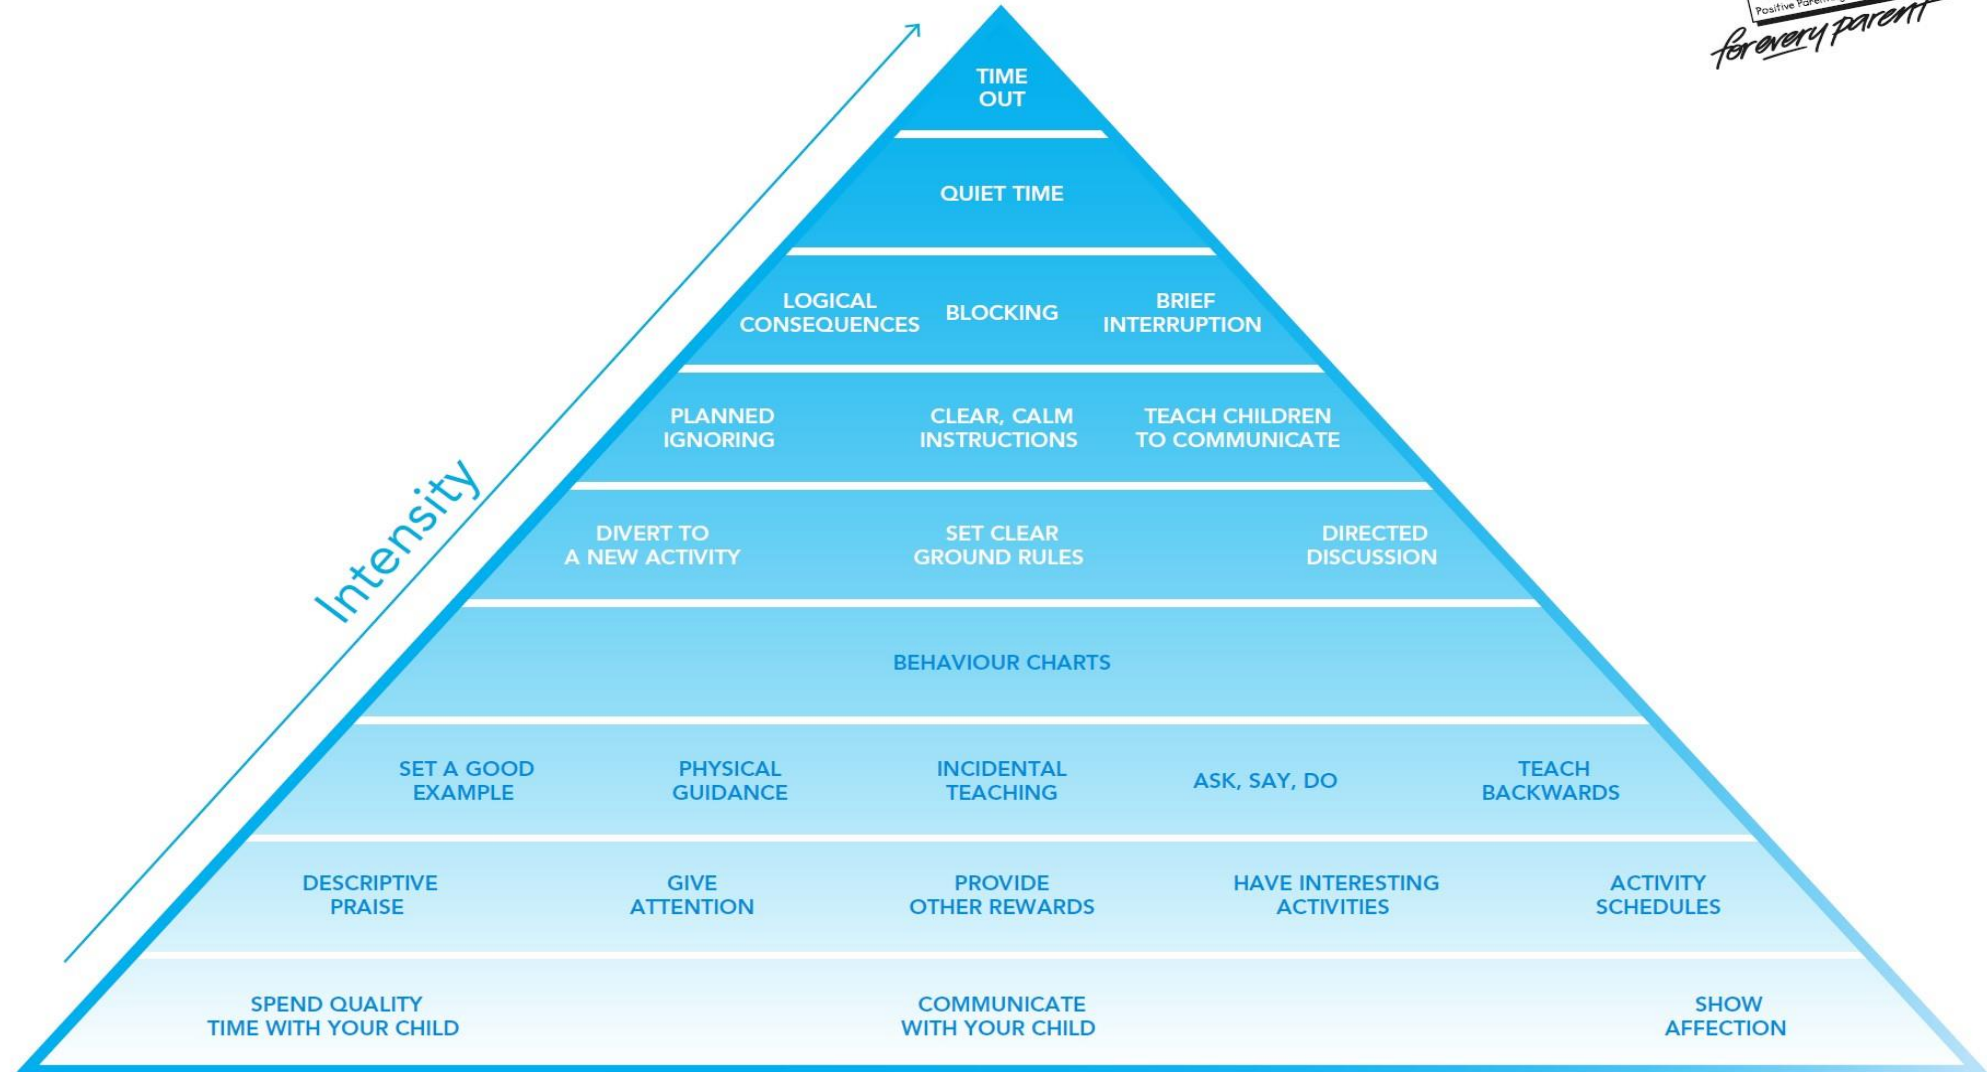 Positive
for every parent
TIME
OUT
QUIET TIME
LOGICAL
CONSEQUENCES
BLOCKING
BRIEF
INTERRUPTION
PLANNED
IGNORING
CLEAR, CALM
INSTRUCTIONS
TEACH CHILDREN
TO COMMUNICATE
Intensity
DIVERT TO
A NEW ACTIVITY
SET CLEAR
GROUND RULES
DIRECTED
DISCUSSION
BEHAVIOUR CHARTS
SET A GOOD
EXAMPLE
PHYSICAL
GUIDANCE
INCIDENTAL
TEACHING
ASK, SAY, DO
TEACH
BACKWARDS
DESCRIPTIVE
PRAISE
GIVE
ATTENTION
PROVIDE
OTHER REWARDS
HAVE INTERESTING
ACTIVITIES
ACTIVITY
SCHEDULES
SPEND QUALITY
TIME WITH YOUR CHILD
COMMUNICATE
WITH YOUR CHILD
SHOW
AFFECTION